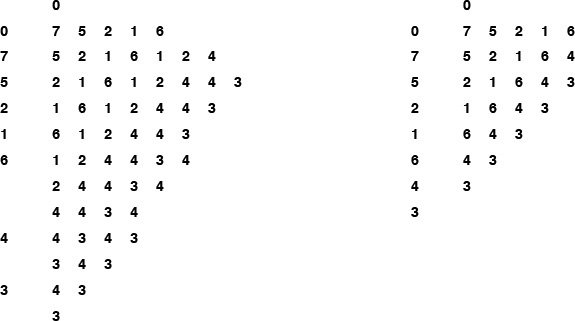 0 0
0 7 5 2 1 6 0 7 5 2 1 6
7 5 2 1 6 1 2 4 7 5 2 1 6 4
5 2 1 6 1 2 4 4 3 5 2 1 6 4 3
2 1 6 1 2 4 4 3 2 1 6 4 3
1 6 1 2 4 4 3 1 6 4 3
6 1 2 4 4 3 4 6 4 3
2 4 4 3 4 4 3
4 4 3 4 3
4 4 3 4 3
3 4 3
3 4 3
3